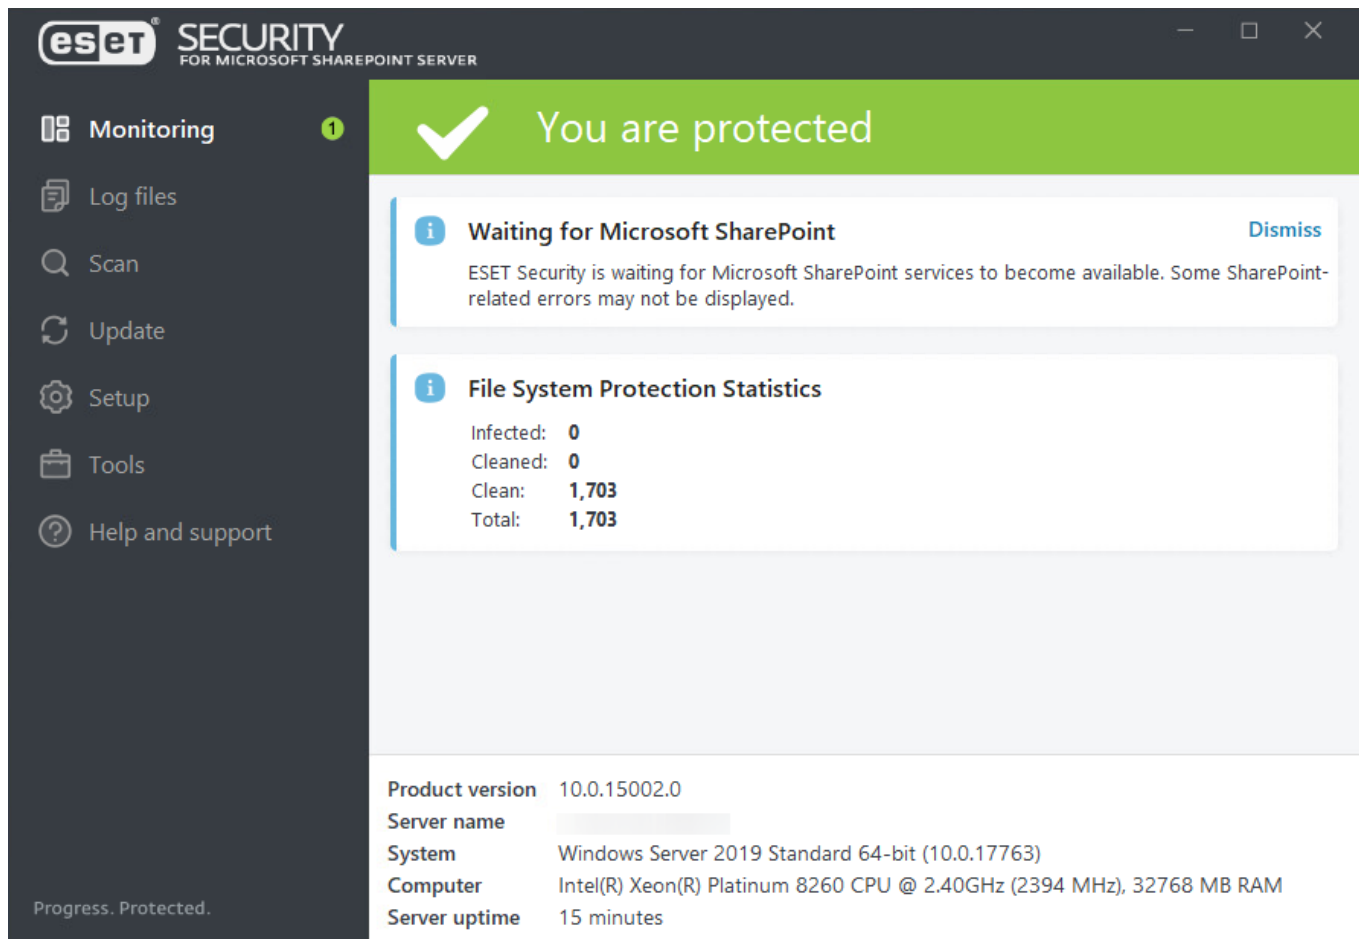 eset® SECURITY
FOR MICROSOFT SHAREPOINT SERVER
Monitoring 1
Log files
Scan
Update
Setup
Tools
Help and support
Progress. Protected.
You are protected
Waiting for Microsoft SharePoint Dismiss
ESET Security is waiting for Microsoft SharePoint services to become available. Some SharePoint-
related errors may not be displayed.
File System Protection Statistics
Infected: 0
Cleaned: 0
Clean: 1,703
Total: 1,703
Product version 10.0.15002.0
Server name
System Windows Server 2019 Standard 64-bit (10.0.17763)
Computer Intel(R) Xeon(R) Platinum 8260 CPU @ 2.40GHz (2394 MHz), 32768 MB RAM
Server uptime 15 minutes